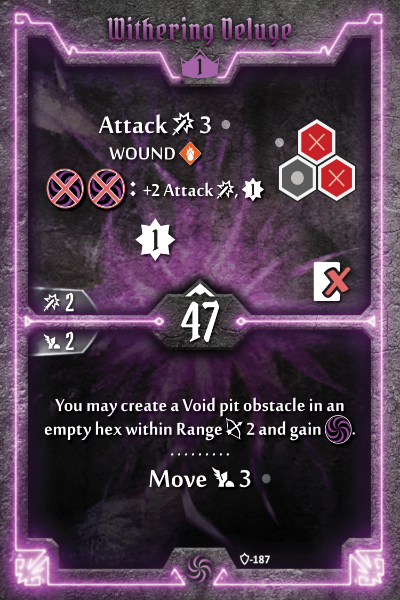 Withering Deluge
1
Attack 3
WOUND
: +2 Attack , 1
1
2
47
2
You may create a Void pit obstacle in an
empty hex within Range 2 and gain .
.........
Move 3
-187